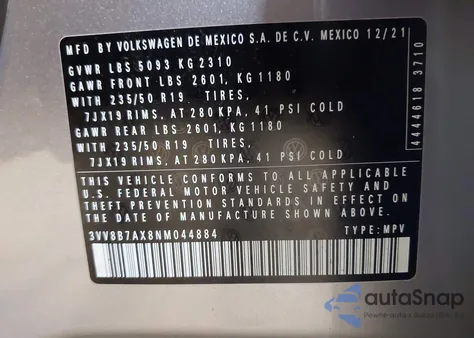 MFD BY VOLKSWAGEN DE MEXICO S.A. DE C.V. MEXICO 12/21
GVWR LBS 5093 KG 2310
GAWR FRONT LBS 2601, KG 1180
WITH 235/50 R19 TIRES,
7JX19 RIMS, AT 280 KPA, 41 PSI COLD
GAWR REAR LBS 2601, KG 1180
WITH 235/50 R19 TIRES,
7JX19 RIMS, AT 280 KPA, 41 PSI COLD
THIS VEHICLE CONFORMS TO ALL APPLICABLE
U.S. FEDERAL MOTOR VEHICLE SAFETY AND
THEFT PREVENTION STANDARDS IN EFFECT ON THE
DATE OF MANUFACTURE SHOWN ABOVE.
3VV8B7AX8NM044884 TYPE: MPV
4444618 3710
autoSnap
Pewne auto